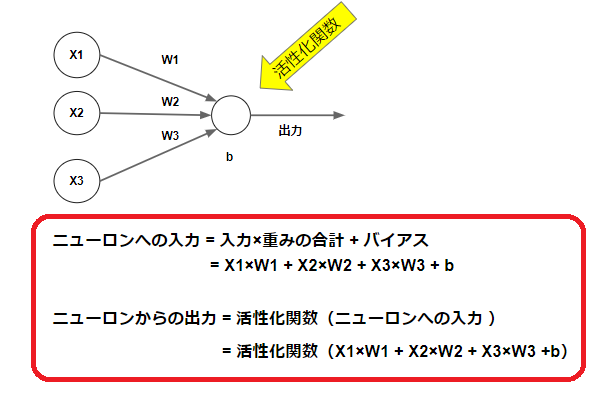 活性化関数
X1
W1
X2
W2
W3
出力
X3
b
ニューロンへの入力 = 入力×重みの合計 + バイアス
= X1×W1 + X2×W2 + X3×W3 + b
ニューロンからの出力 = 活性化関数（ニューロンへの入力 ）
= 活性化関数（X1×W1 + X2×W2 + X3×W3 +b）